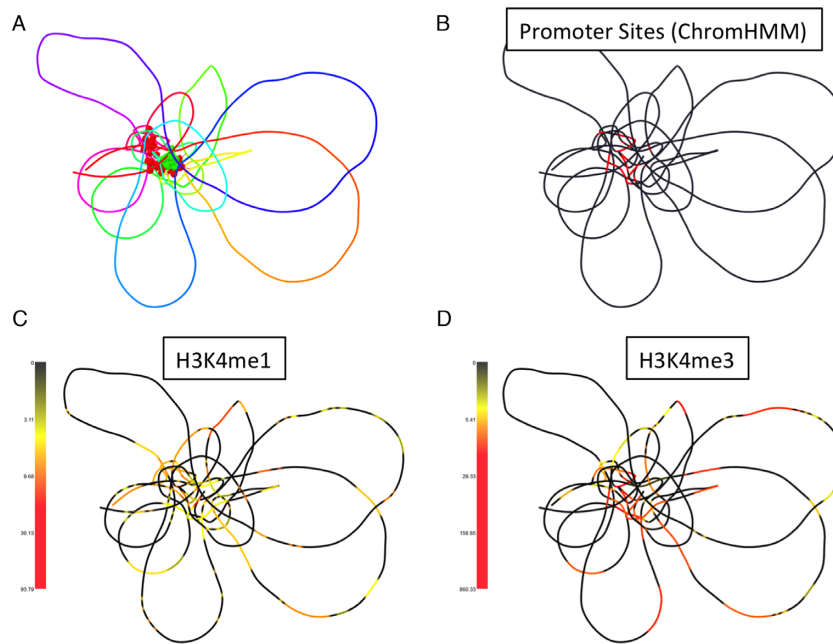 A
B
Promoter Sites (ChromHMM)
C
H3K4me1
0
3.11
9.68
30.13
93.79
D
H3K4me3
0
5.41
29.33
158.85
860.33